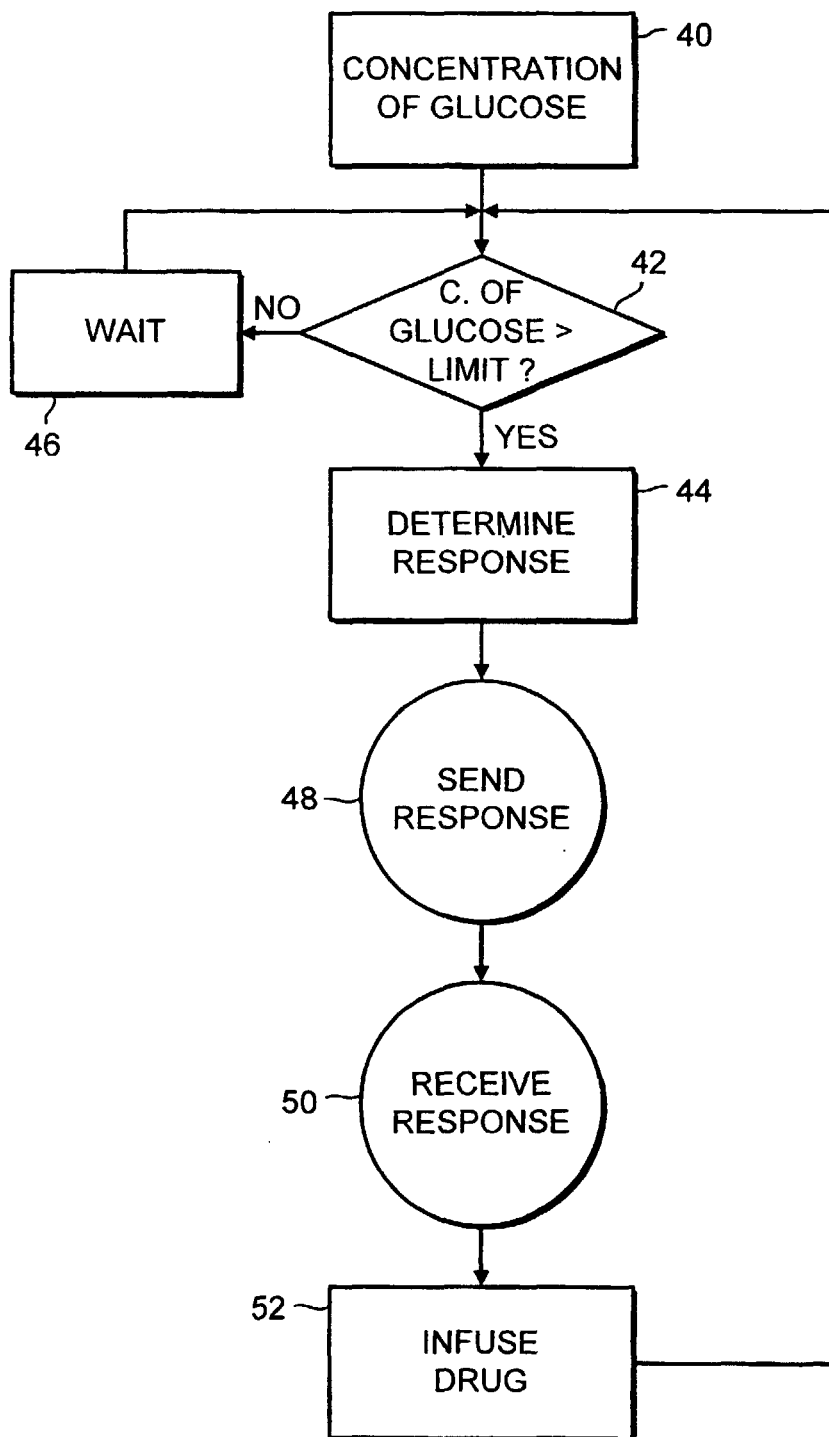 CONCENTRATION
OF GLUCOSE
40
C. OF
GLUCOSE >
LIMIT ?
42
NO
WAIT
46
YES
DETERMINE
RESPONSE
44
SEND
RESPONSE
48
RECEIVE
RESPONSE
50
INFUSE
DRUG
52